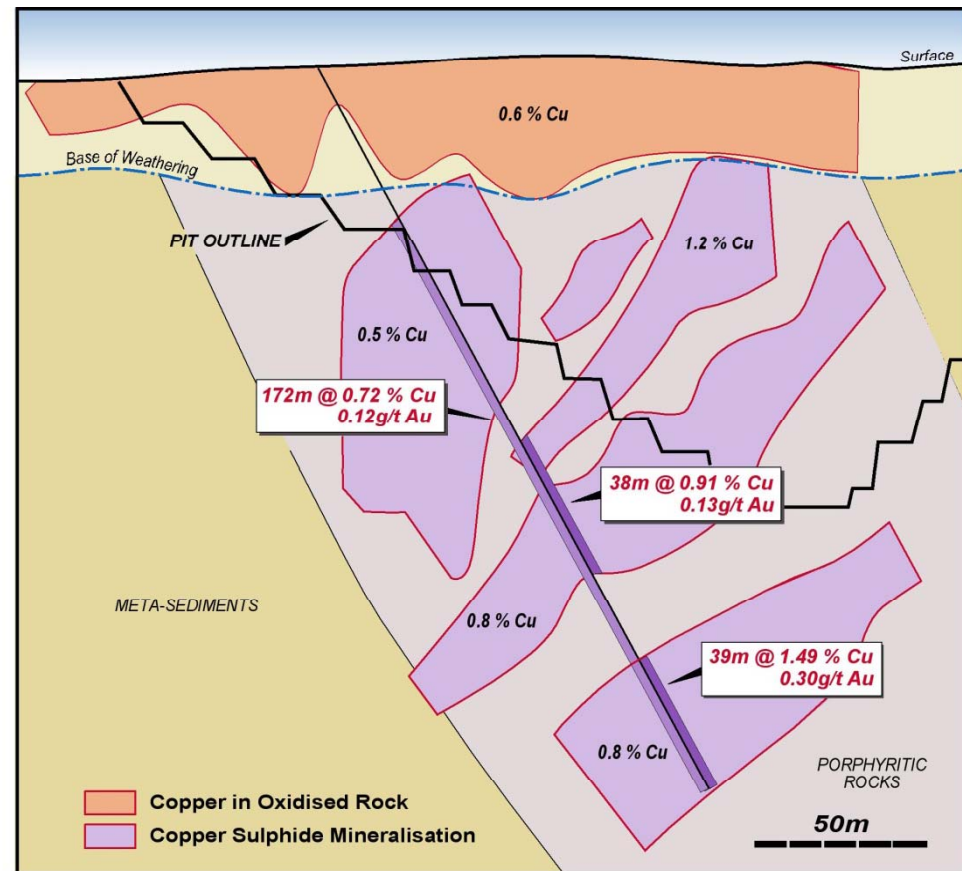 Surface
0.6 % Cu
Base of Weathering
PIT OUTLINE
1.2 % Cu
0.5 % Cu
172m @ 0.72 % Cu
0.12g/t Au
38m @ 0.91 % Cu
0.13g/t Au
META-SEDIMENTS
0.8 % Cu
39m @ 1.49 % Cu
0.30g/t Au
0.8 % Cu
PORPHYRITIC
ROCKS
Copper in Oxidised Rock
Copper Sulphide Mineralisation
50m